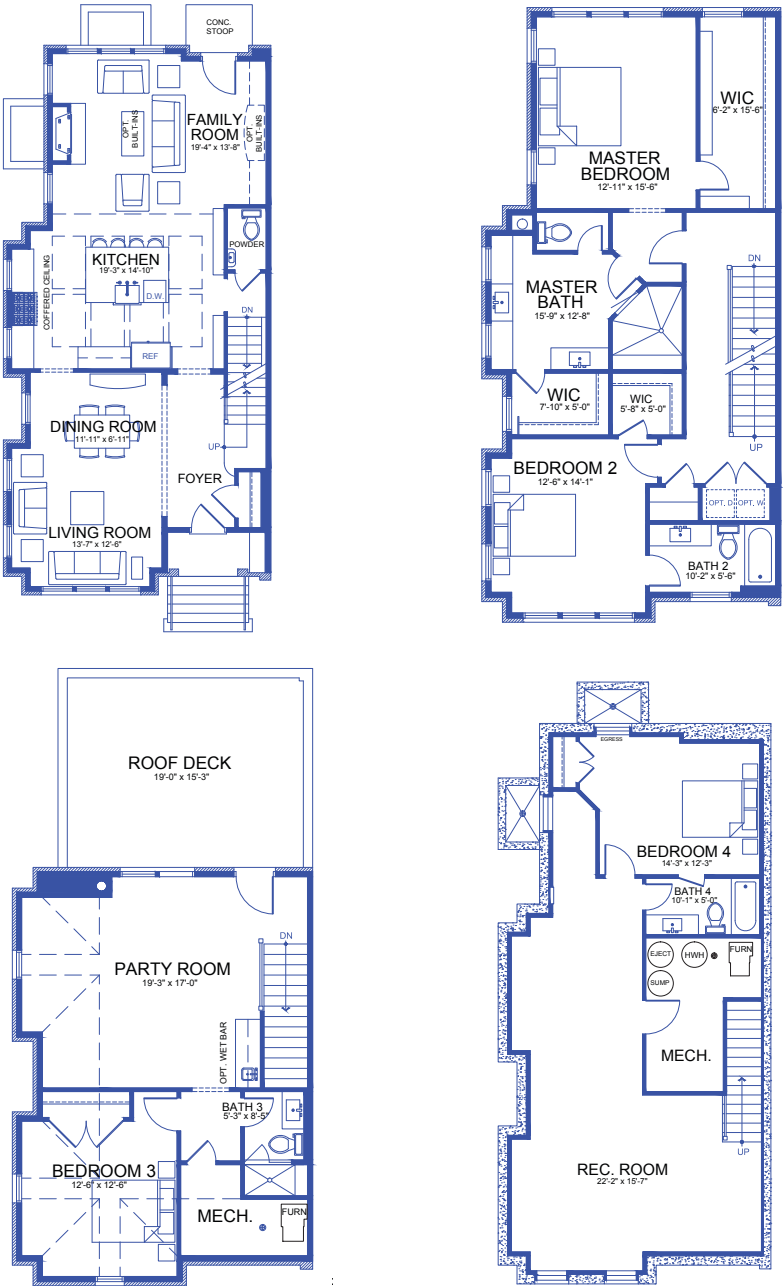 CONC.
STOOP
FAMILY
ROOM
19'-4" x 13'-8"
OPT.
BUILT-INS
OPT.
BUILT-INS
POWDER
KITCHEN
19'-3" x 14'-10"
COFFERED CEILING
D.W.
REF
DN
DINING ROOM
11'-11" x 6'-11"
UP
FOYER
LIVING ROOM
13'-7" x 12'-6"
WIC
6'-2" x 15'-6"
MASTER
BEDROOM
12'-11" x 15'-6"
DN
MASTER
BATH
15'-9" x 12'-8"
WIC
7'-10" x 5'-0"
WIC
5'-8" x 5'-0"
UP
BEDROOM 2
12'-6" x 14'-1"
OPT. D
OPT. W
BATH 2
10'-2" x 5'-6"
ROOF DECK
19'-0" x 15'-3"
DN
PARTY ROOM
19'-3" x 17'-0"
OPT. WET BAR
BATH 3
5'-3" x 8'-5"
BEDROOM 3
12'-6" x 12'-6"
MECH.
FURN
EGRESS
BEDROOM 4
14'-3" x 12'-3"
BATH 4
10'-1" x 5'-0"
EJECT
HWH
FURN
SUMP
MECH.
UP
REC. ROOM
22'-2" x 15'-7"